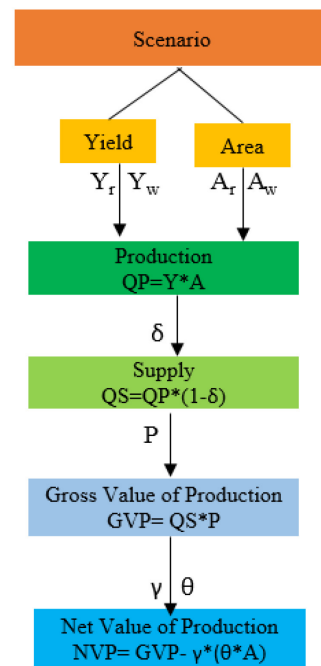 Scenario
Yield
Area
Yr Yw
Ar Aw
Production
QP=Y*A
δ
Supply
QS=QP*(1-δ)
P
Gross Value of Production
GVP= QS*P
γ θ
Net Value of Production
NVP= GVP- γ*(θ*A)